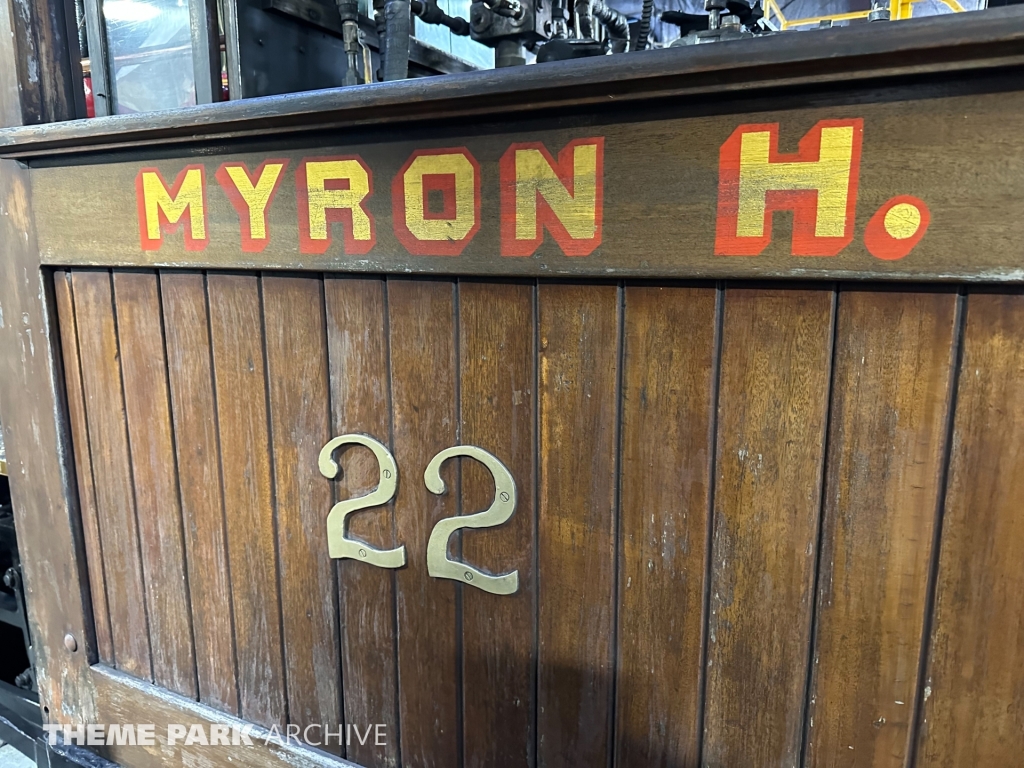 MYRON H.
22
THEME PARK ARCHIVE